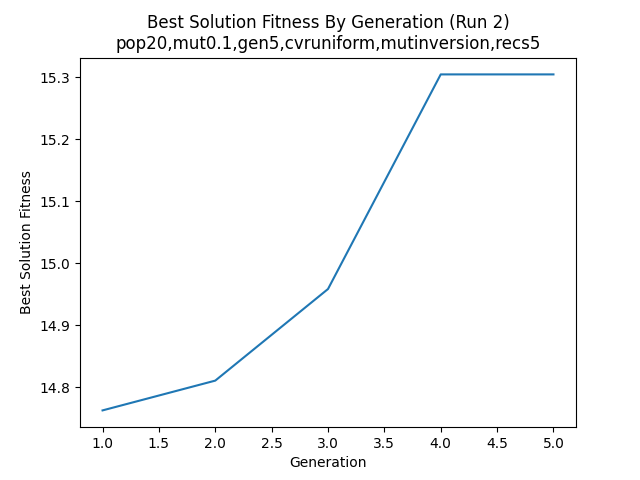 Best Solution Fitness By Generation (Run 2)
pop20,mut0.1,gen5,cvruniform,mutinversion,recs5
15.3
15.2
15.1
15.0
14.9
14.8
Best Solution Fitness
1.0 1.5 2.0 2.5 3.0 3.5 4.0 4.5 5.0
Generation